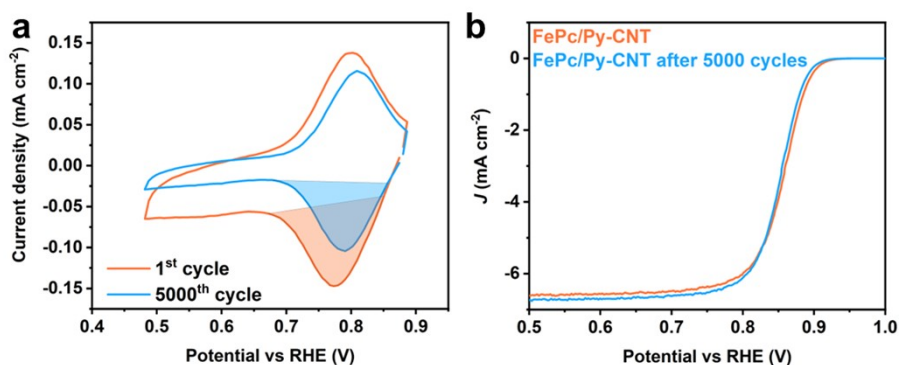 a
Current density (mA cm⁻²)
0.15
0.10
0.05
0.00
-0.05
-0.10
-0.15
1st cycle
5000th cycle
0.4 0.5 0.6 0.7 0.8 0.9
Potential vs RHE (V)
b
J (mA cm⁻²)
FePc/Py-CNT
FePc/Py-CNT after 5000 cycles
0
-2
-4
-6
0.5 0.6 0.7 0.8 0.9 1.0
Potential vs RHE (V)